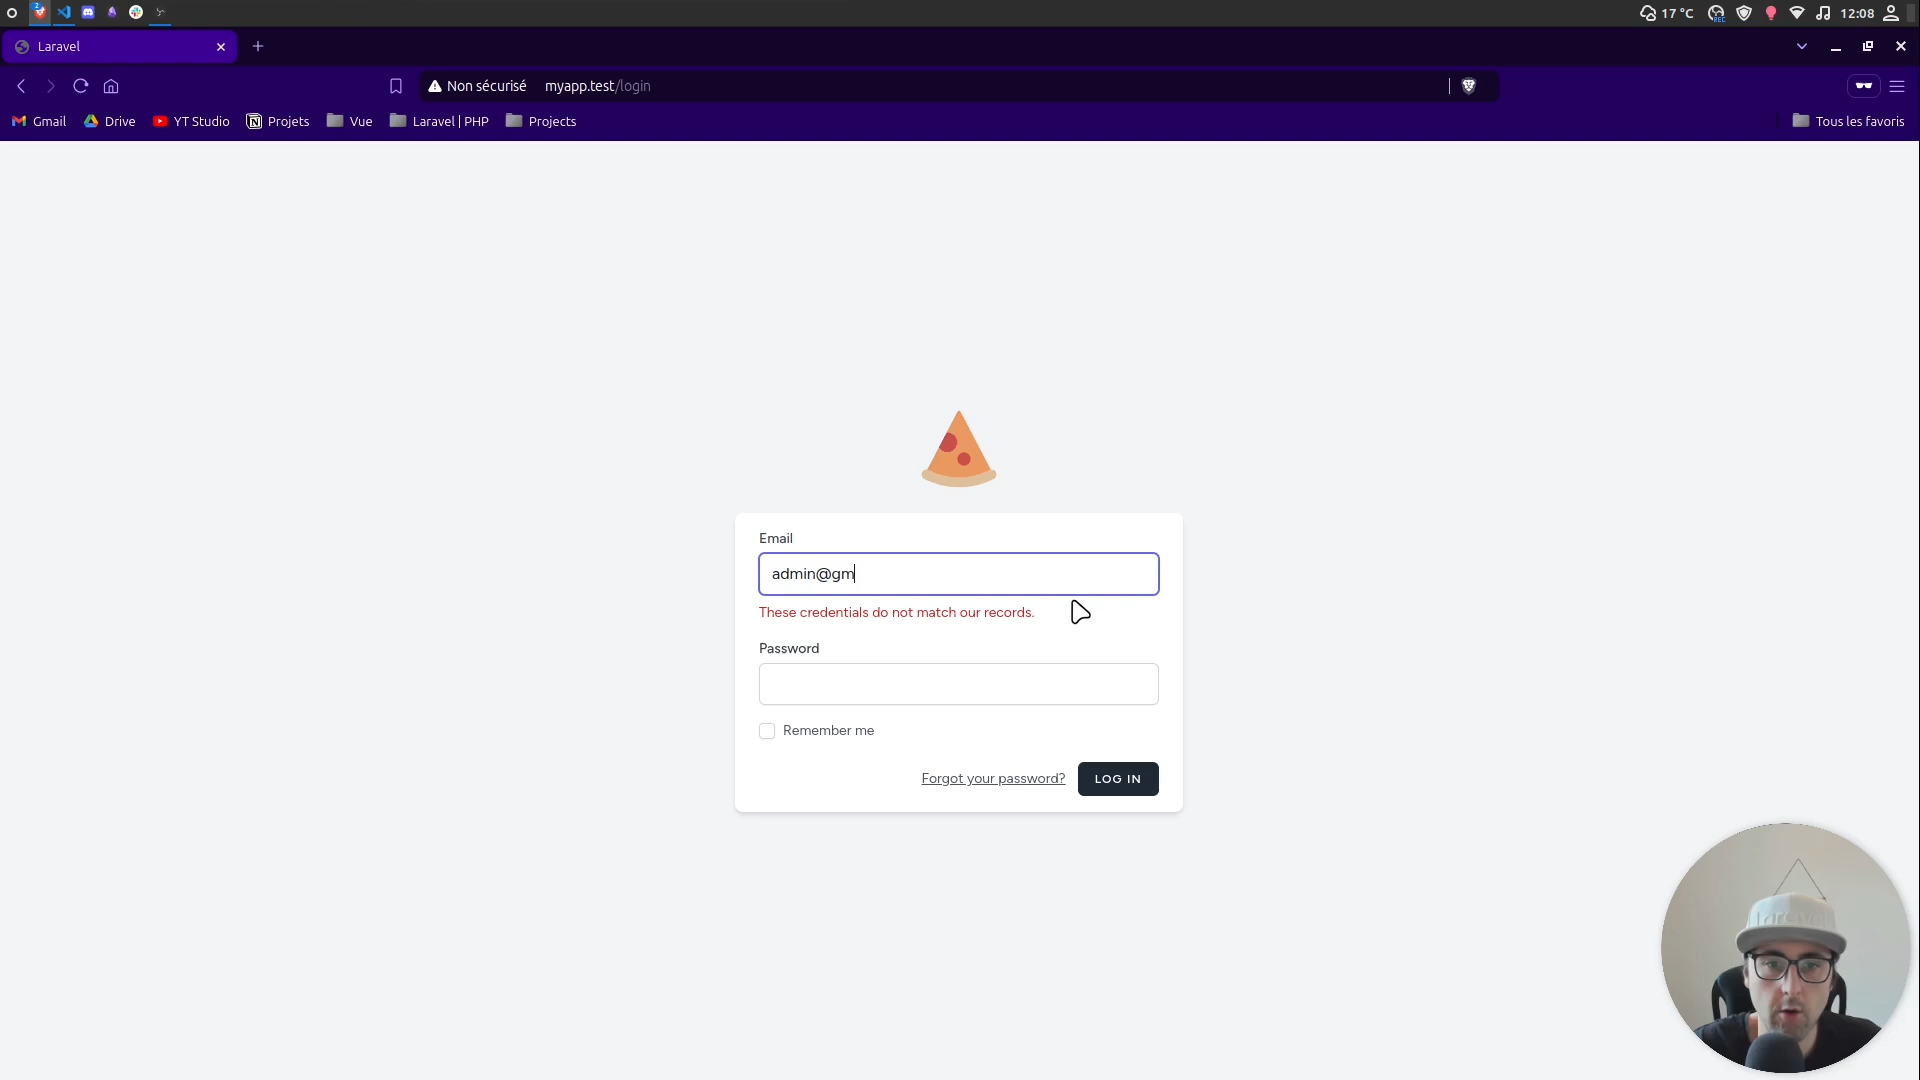 17 °C
REC
12:08
Laravel
Non sécurisé myapp.test/login
Gmail
Drive
YT Studio
Projets
Vue
Laravel | PHP
Projects
Tous les favoris
Email
admin@gm
These credentials do not match our records.
Password
Remember me
Forgot your password?
LOG IN
Laravel